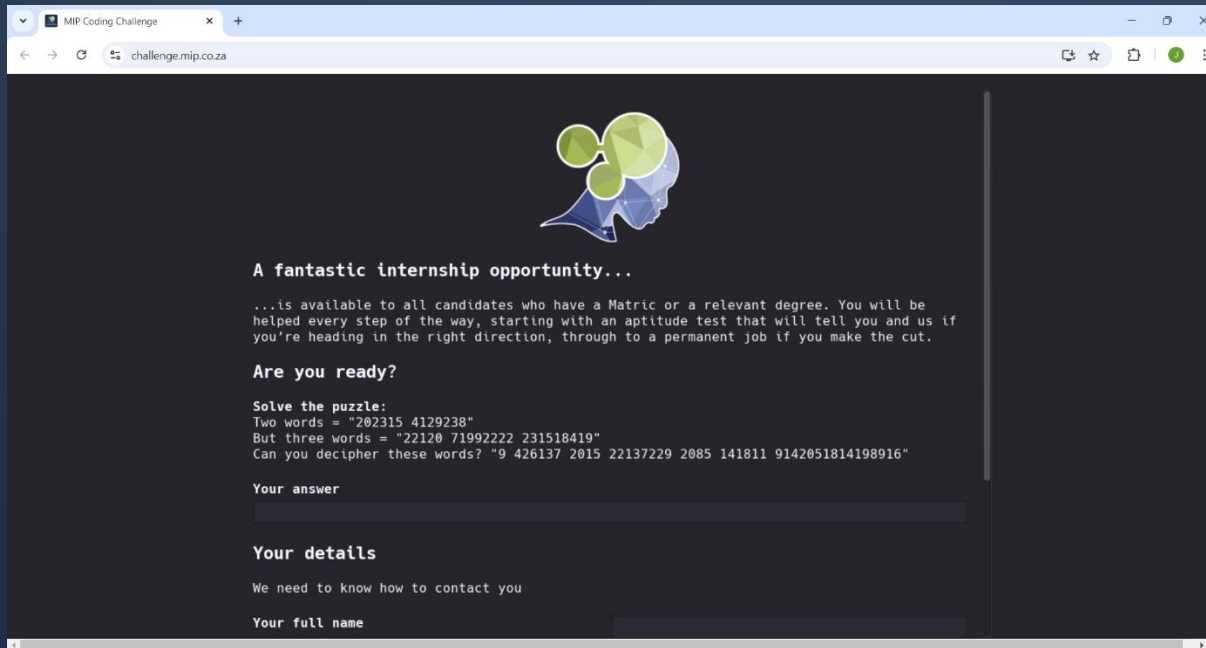 MIP Coding Challenge
challenge.mip.co.za
J
A fantastic internship opportunity...
...is available to all candidates who have a Matric or a relevant degree. You will be
helped every step of the way, starting with an aptitude test that will tell you and us if
you’re heading in the right direction, through to a permanent job if you make the cut.
Are you ready?
Solve the puzzle:
Two words = "202315 4129238"
But three words = "22120 71992222 231518419"
Can you decipher these words? "9 426137 2015 22137229 2085 141811 9142051814198916"
Your answer
Your details
We need to know how to contact you
Your full name